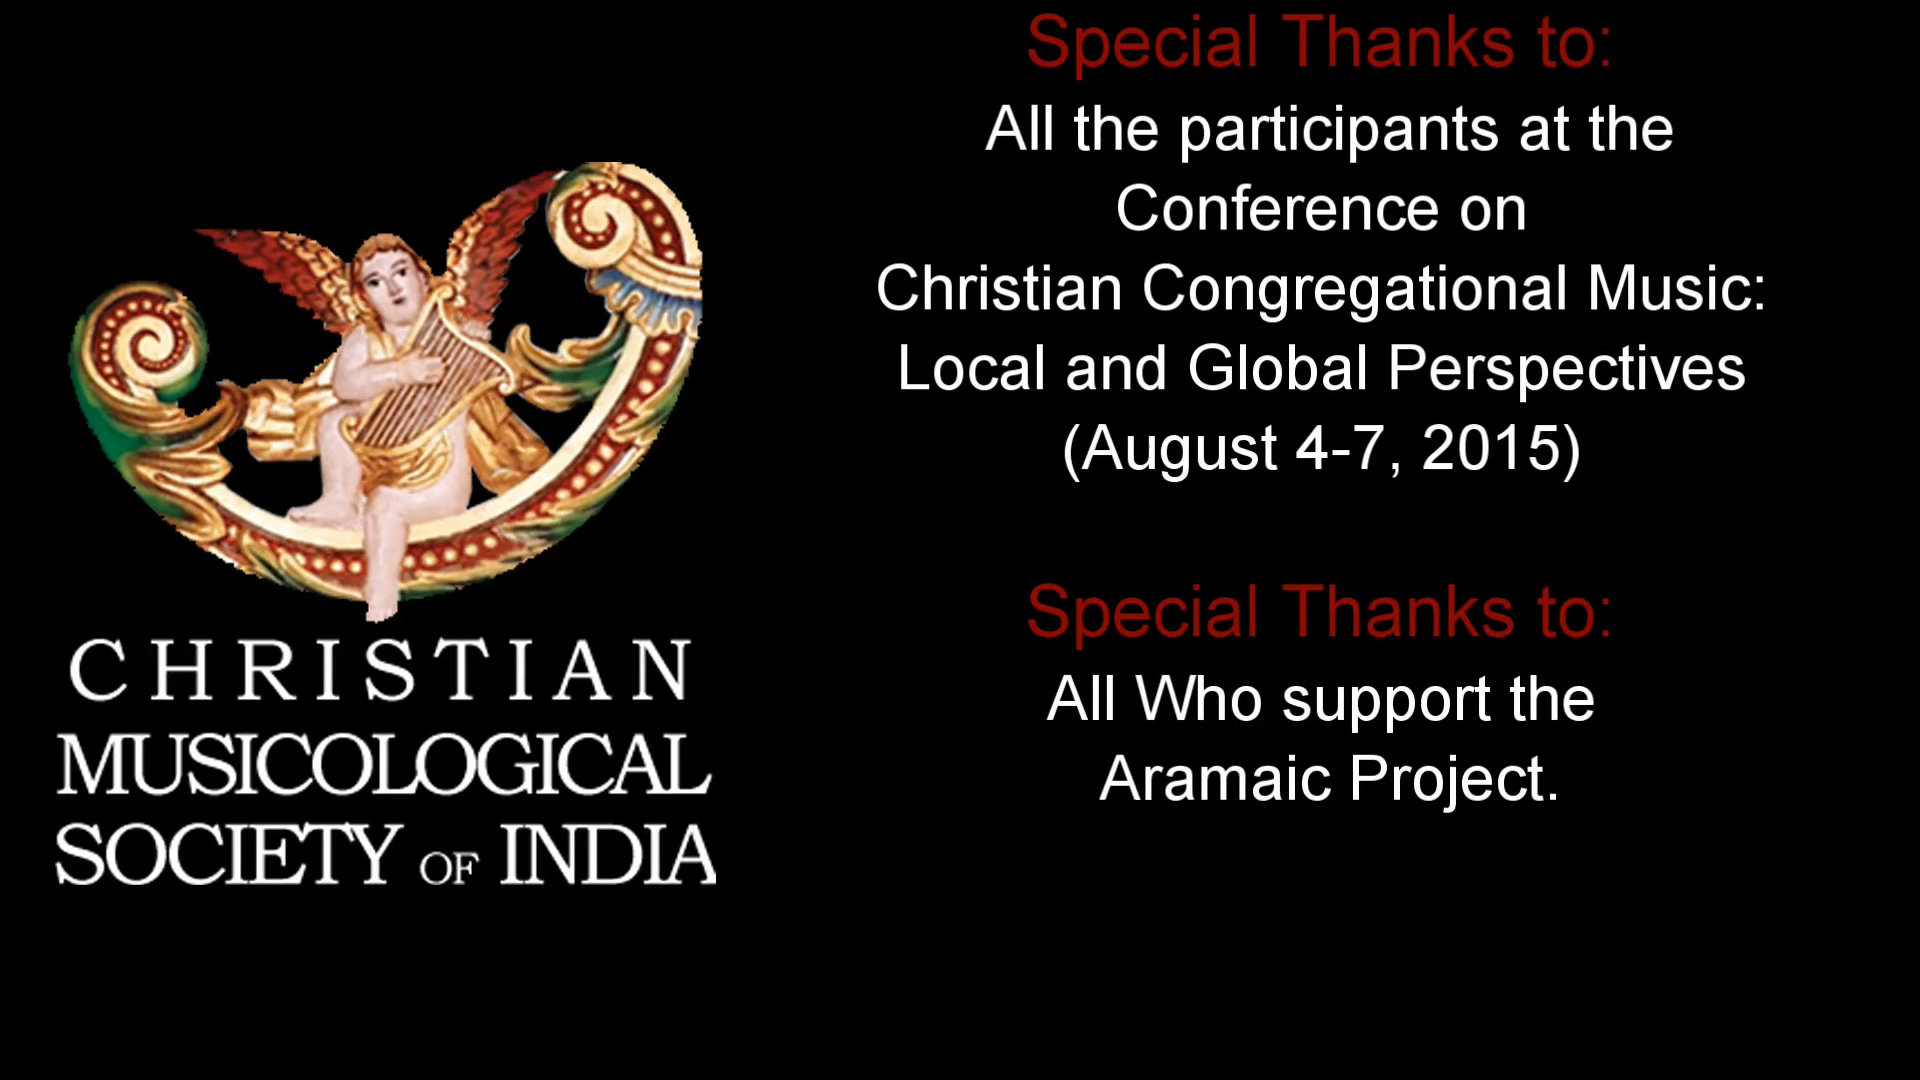 CHRISTIAN
MUSICOLOGICAL
SOCIETY OF INDIA
Special Thanks to:
All the participants at the
Conference on
Christian Congregational Music:
Local and Global Perspectives
(August 4-7, 2015)
Special Thanks to:
All Who support the
Aramaic Project.